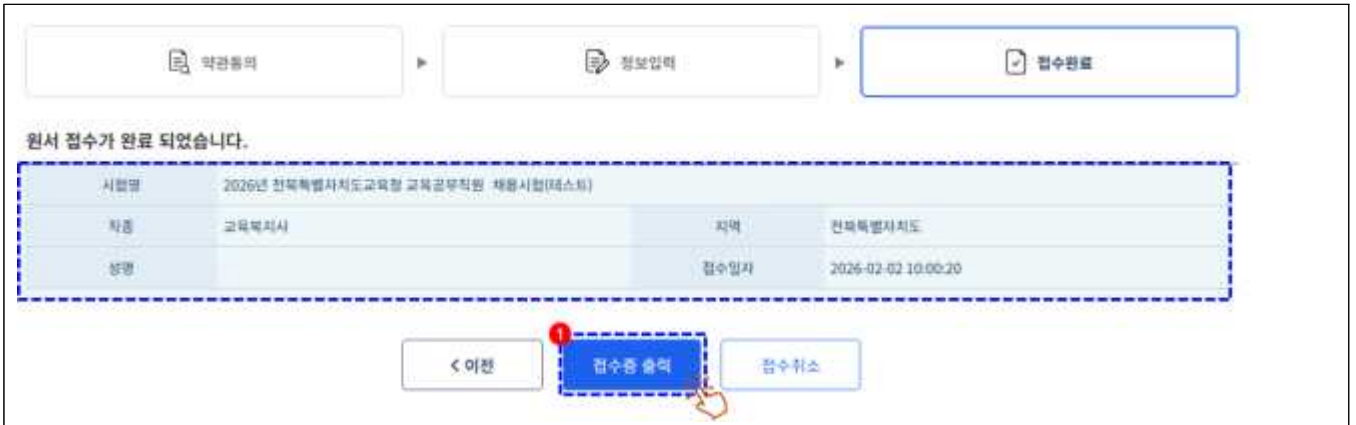 약관동의 ▶ 정보입력 ▶ 접수완료
원서 접수가 완료 되었습니다.
시험명 2026년 전북특별자치도교육청 교육공무직원 채용시험(테스트)
직종 교육복지사 지역 전북특별자치도
성명 접수일자 2026-02-02 10:00:20
1
< 이전 접수증 출력 접수취소